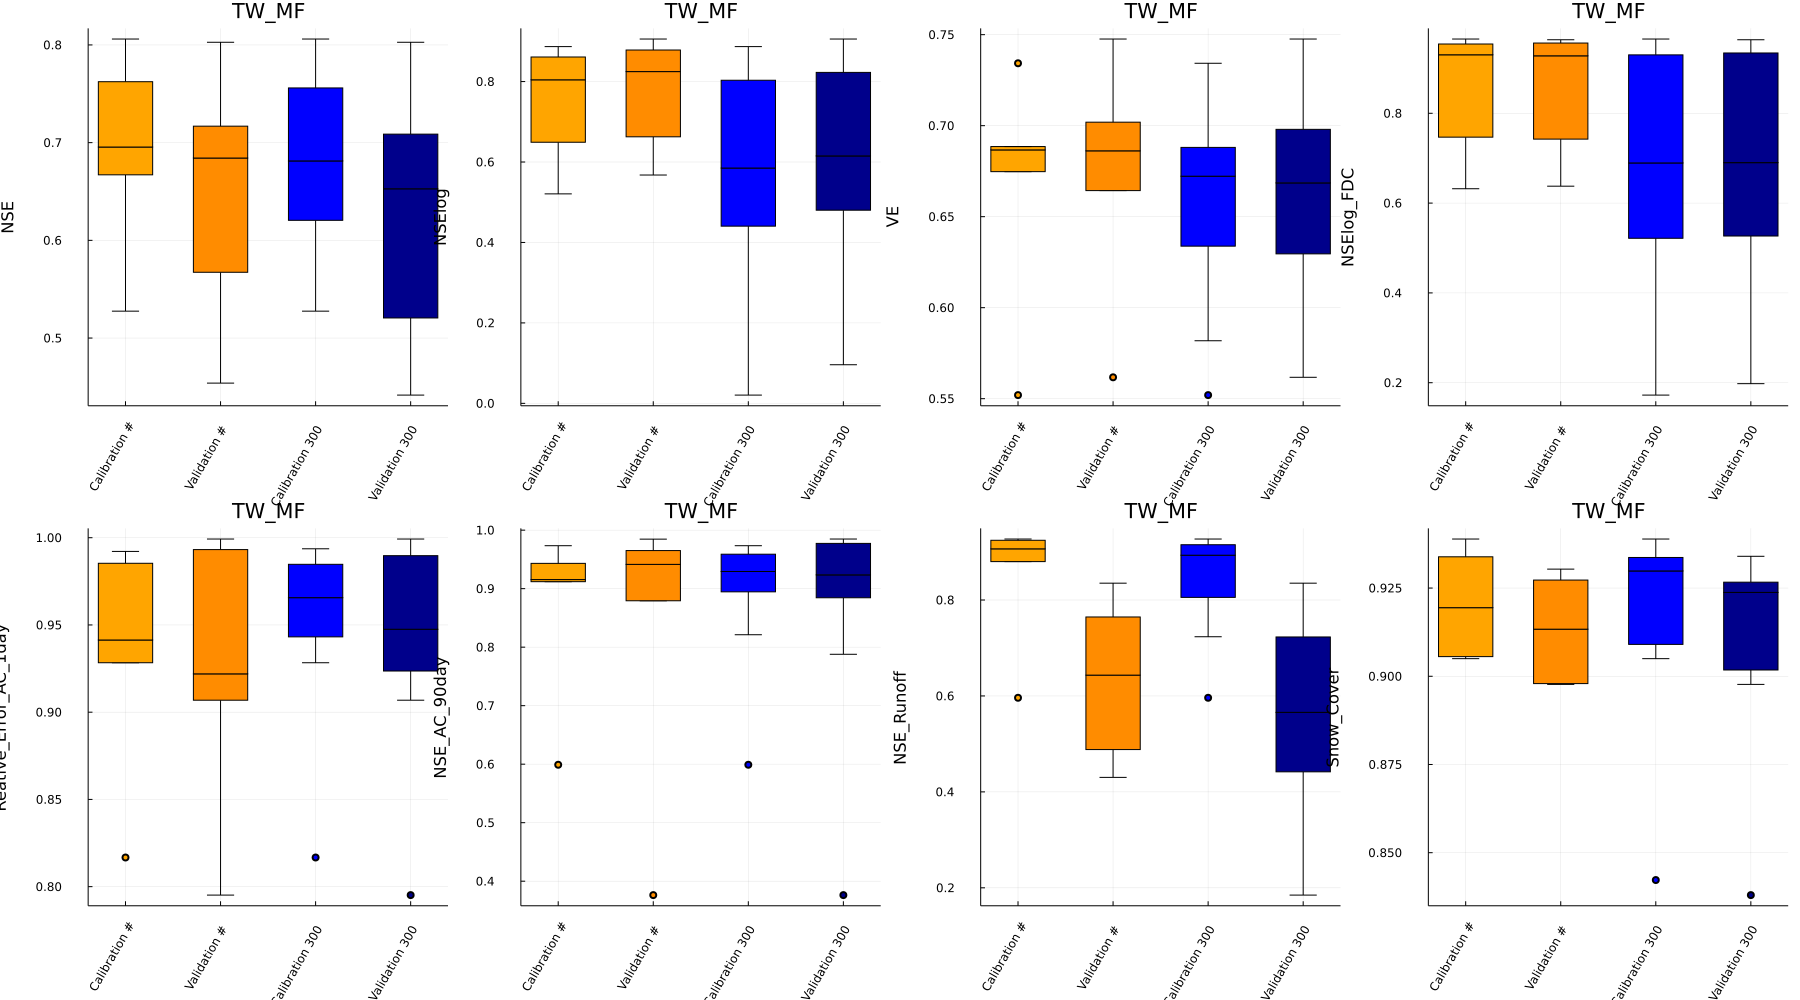 TW_MF
TW_MF
TW_MF
TW_MF
NSE
0.8
0.7
0.6
0.5
Calibration #
Validation #
Calibration 300
Validation 300
NSElog
0.8
0.6
0.4
0.2
0.0
Calibration #
Validation #
Calibration 300
Validation 300
VE
0.75
0.70
0.65
0.60
0.55
Calibration #
Validation #
Calibration 300
Validation 300
NSElog_FDC
0.8
0.6
0.4
0.2
Calibration #
Validation #
Calibration 300
Validation 300
TW_MF
TW_MF
TW_MF
TW_MF
Reative_Error_AC_1day
1.00
0.95
0.90
0.85
0.80
Calibration #
Validation #
Calibration 300
Validation 300
NSE_AC_90day
1.0
0.9
0.8
0.7
0.6
0.5
0.4
Calibration #
Validation #
Calibration 300
Validation 300
NSE_Runoff
0.8
0.6
0.4
0.2
Calibration #
Validation #
Calibration 300
Validation 300
Snow_Cover
0.925
0.900
0.875
0.850
Calibration #
Validation #
Calibration 300
Validation 300